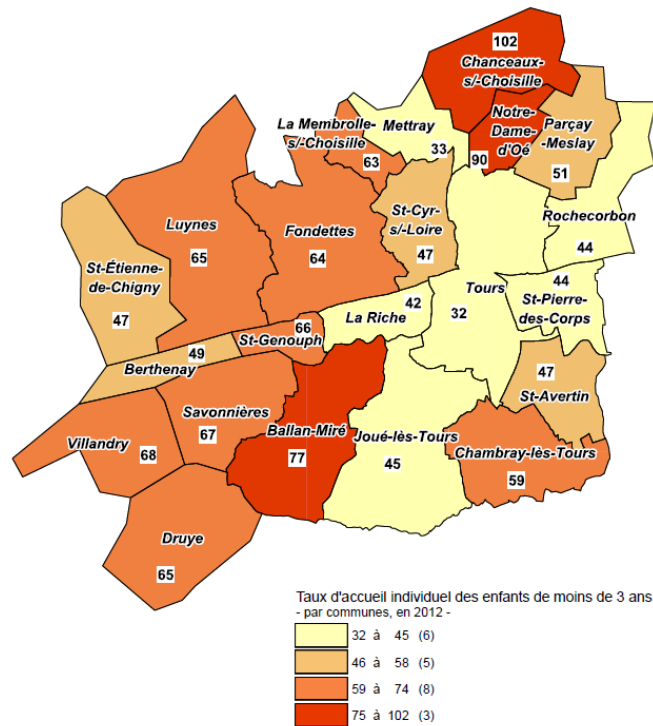 102
Chanceaux-
s/-Choisille
La Membrolle-
s/-Choisille
63
Mettray
33
Notre-
Dame-
d'Oé
90
Parçay
-Meslay
51
Luynes
65
Fondettes
64
St-Cyr-
s/-Loire
47
Rochecorbon
44
St-Étienne-
de-Chigny
47
44
St-Pierre-
des-Corps
Tours
32
42
La Riche
66
St-Genouph
49
Berthenay
47
St-Avertin
Savonnières
67
Villandry
68
Ballan-Miré
77
Joué-lès-Tours
45
Chambray-lès-Tours
59
Druye
65
Taux d'accueil individuel des enfants de moins de 3 ans
- par communes, en 2012 -
32 à 45 (6)
46 à 58 (5)
59 à 74 (8)
75 à 102 (3)